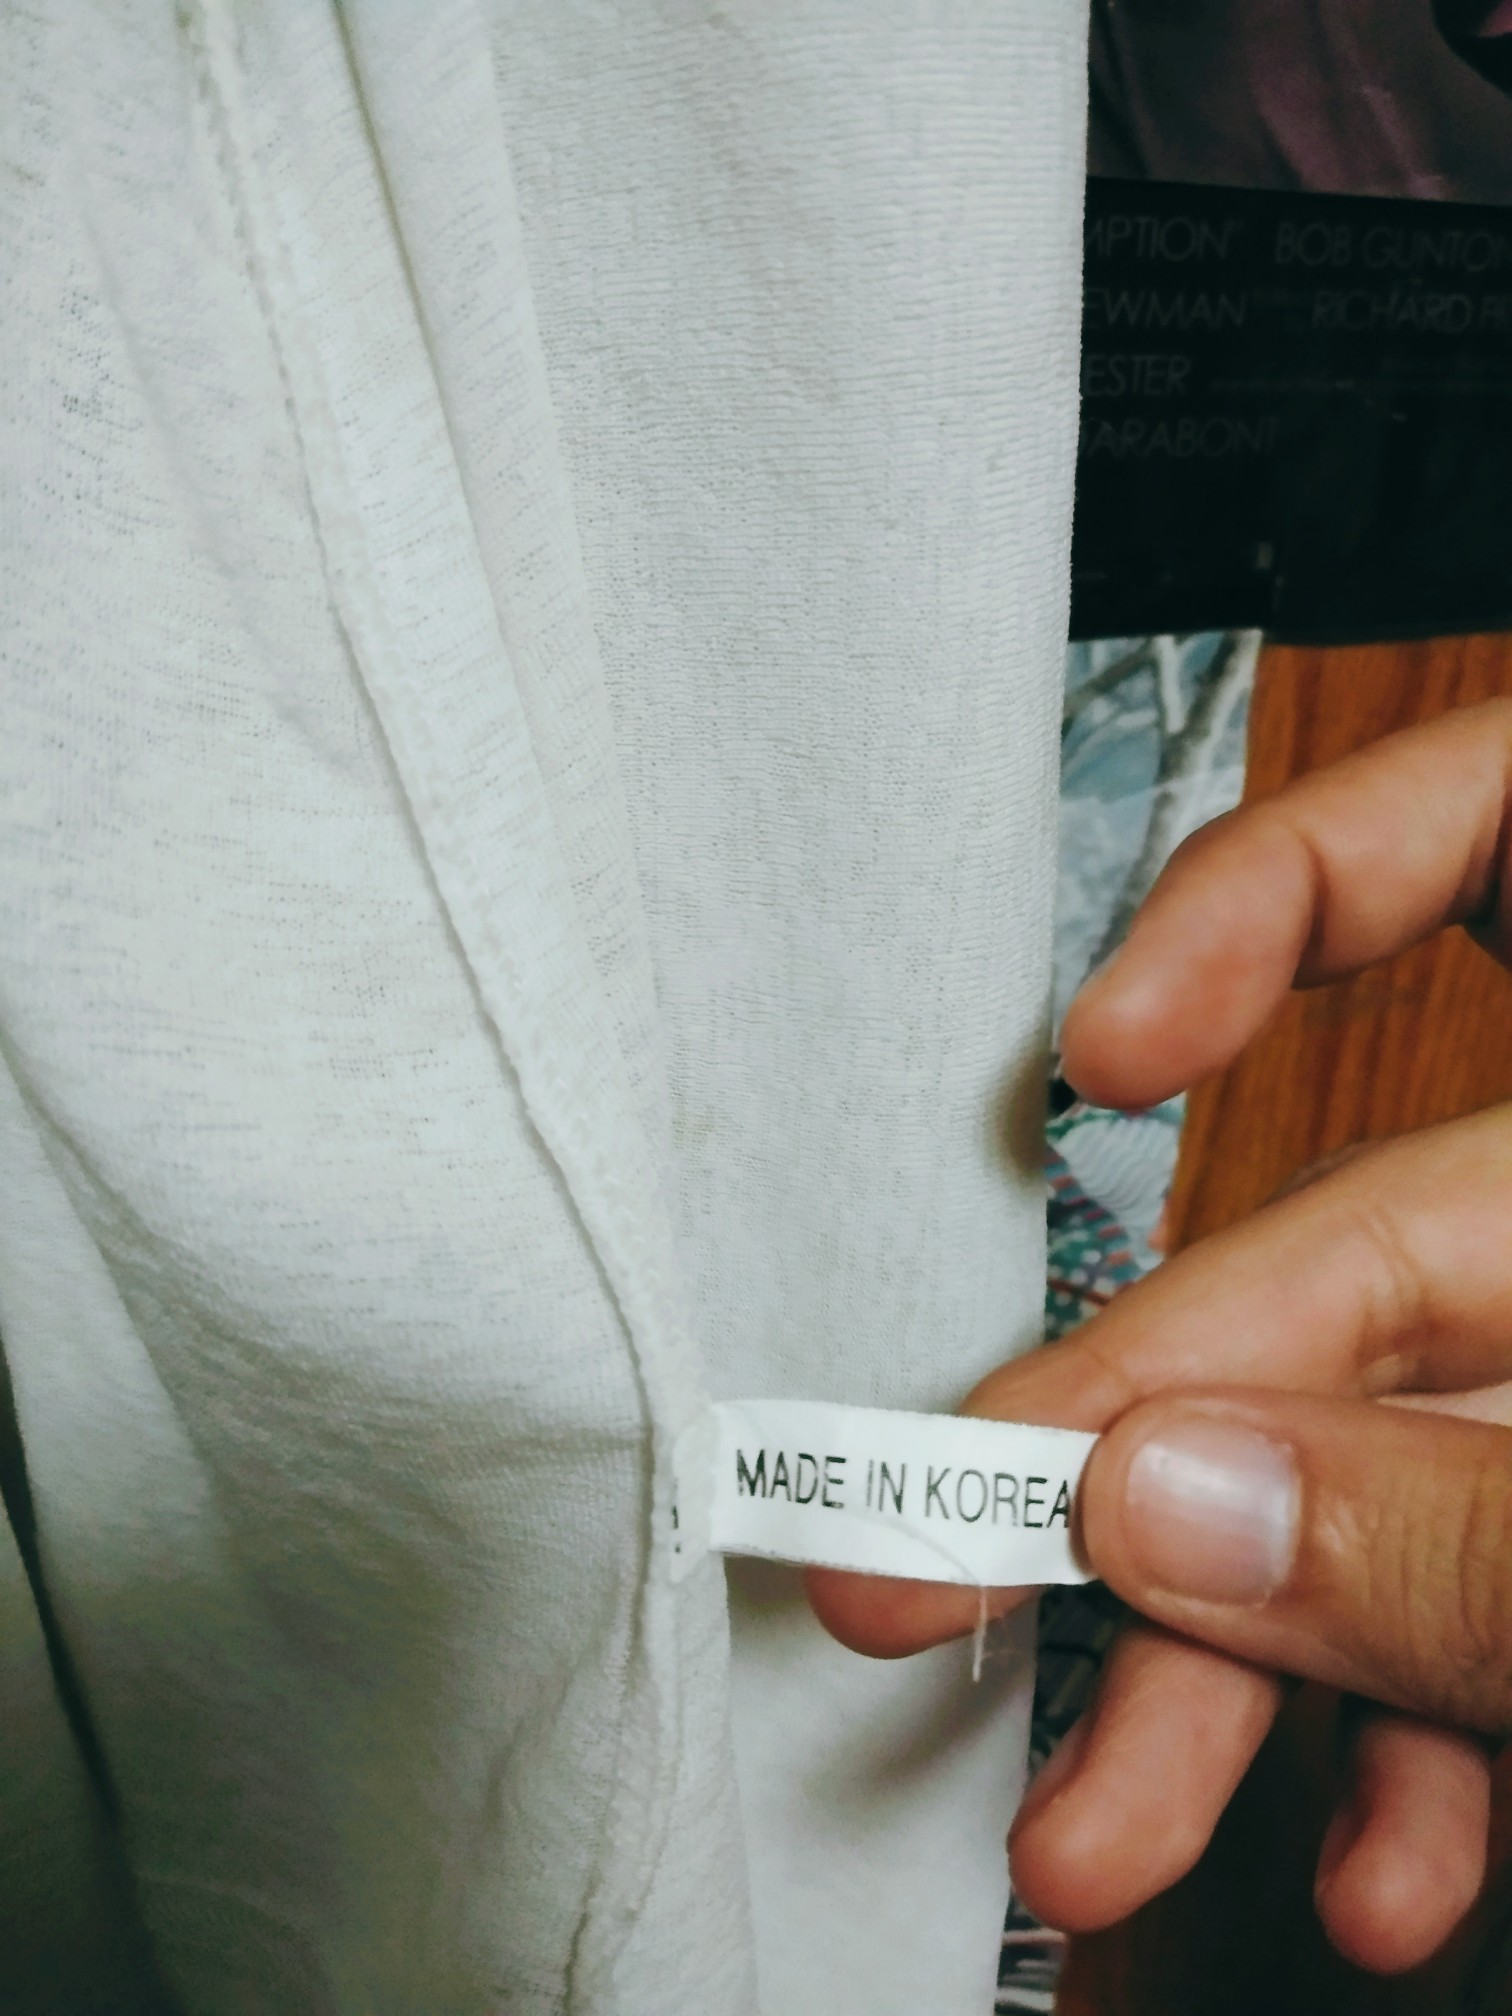 MPTION" BOB GUNTON
EWMAN RICHARD F
ESTER
ARABONT
MADE IN KOREA